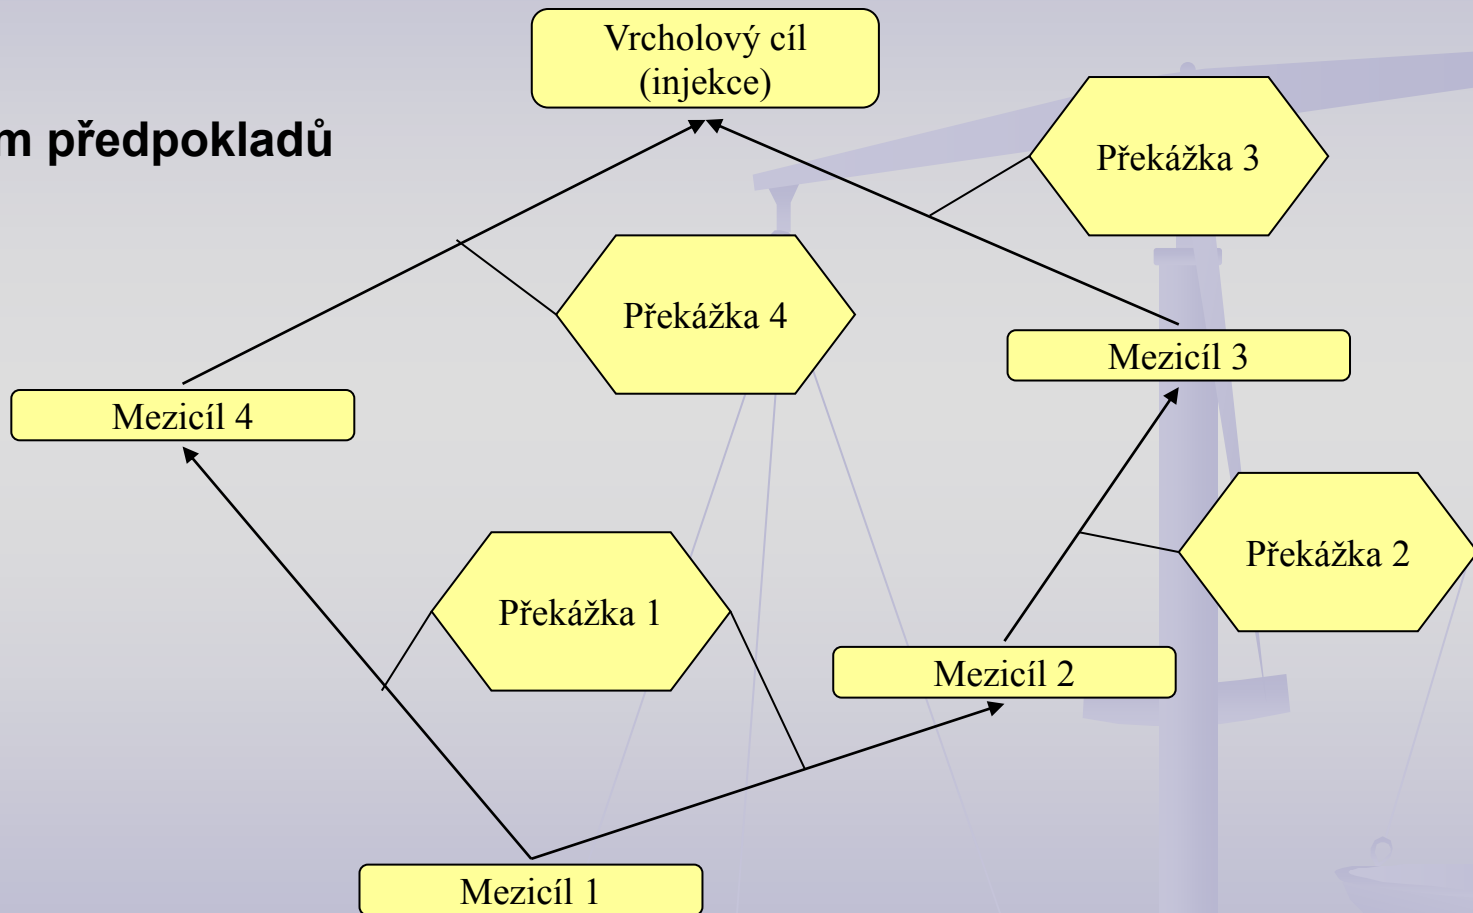 Vrcholový cíl
(injekce)
m předpokladů
Překážka 3
Překážka 4
Mezicíl 3
Mezicíl 4
Překážka 2
Překážka 1
Mezicíl 2
Mezicíl 1